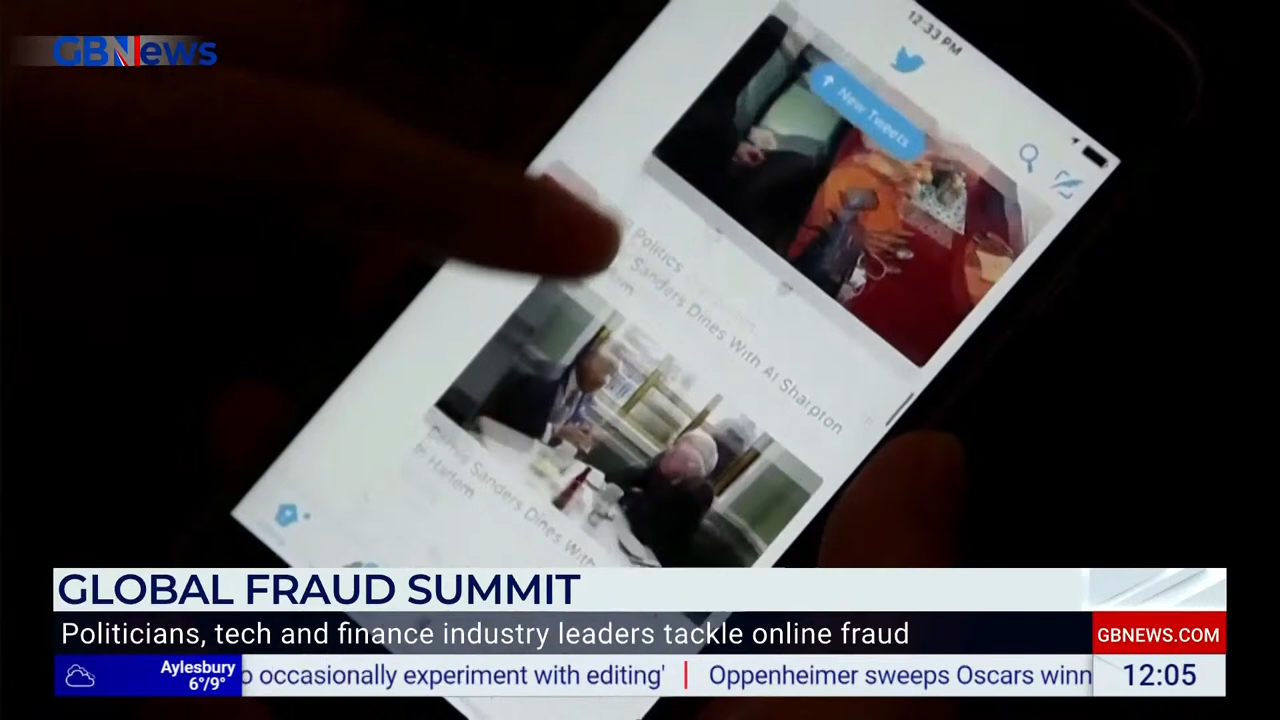 GBNews
12:33 PM
New Tweets
Politics
Sanders Dines With Al Sharpton
Sanders Dines With
In Harlem
GLOBAL FRAUD SUMMIT
Politicians, tech and finance industry leaders tackle online fraud
GBNEWS.COM
Aylesbury
6°/9°
o occasionally experiment with editing' | Oppenheimer sweeps Oscars winn
12:05